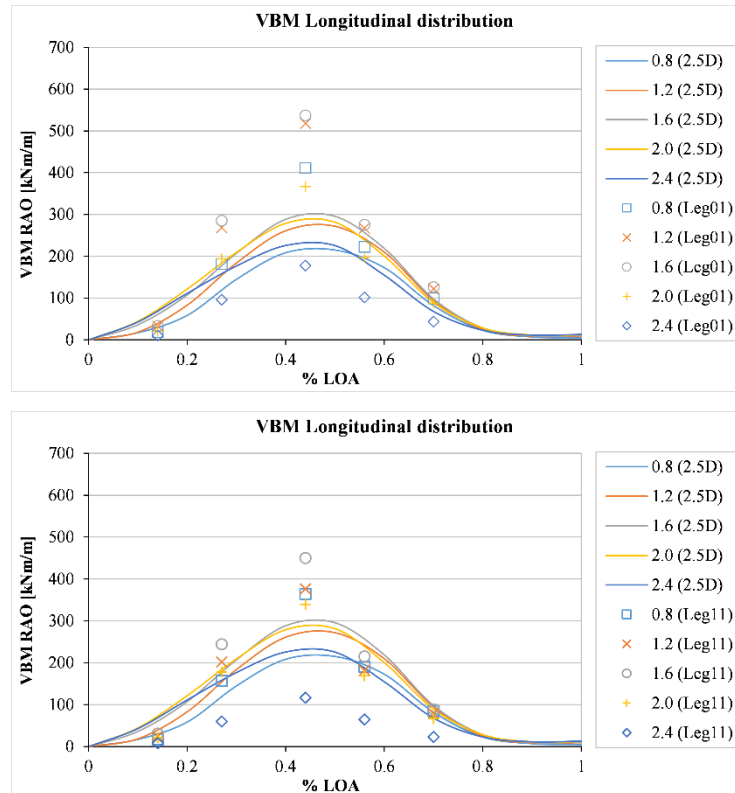 VBM Longitudinal distribution
700
600
500
400
300
200
100
0
VBM RAO [kNm/m]
0
0.2
0.4
0.6
0.8
1
% LOA
0.8 (2.5D)
1.2 (2.5D)
1.6 (2.5D)
2.0 (2.5D)
2.4 (2.5D)
0.8 (Leg01)
1.2 (Leg01)
1.6 (Leg01)
2.0 (Leg01)
2.4 (Leg01)
VBM Longitudinal distribution
700
600
500
400
300
200
100
0
VBM RAO [kNm/m]
0
0.2
0.4
0.6
0.8
1
% LOA
0.8 (2.5D)
1.2 (2.5D)
1.6 (2.5D)
2.0 (2.5D)
2.4 (2.5D)
0.8 (Leg11)
1.2 (Leg11)
1.6 (Leg11)
2.0 (Leg11)
2.4 (Leg11)